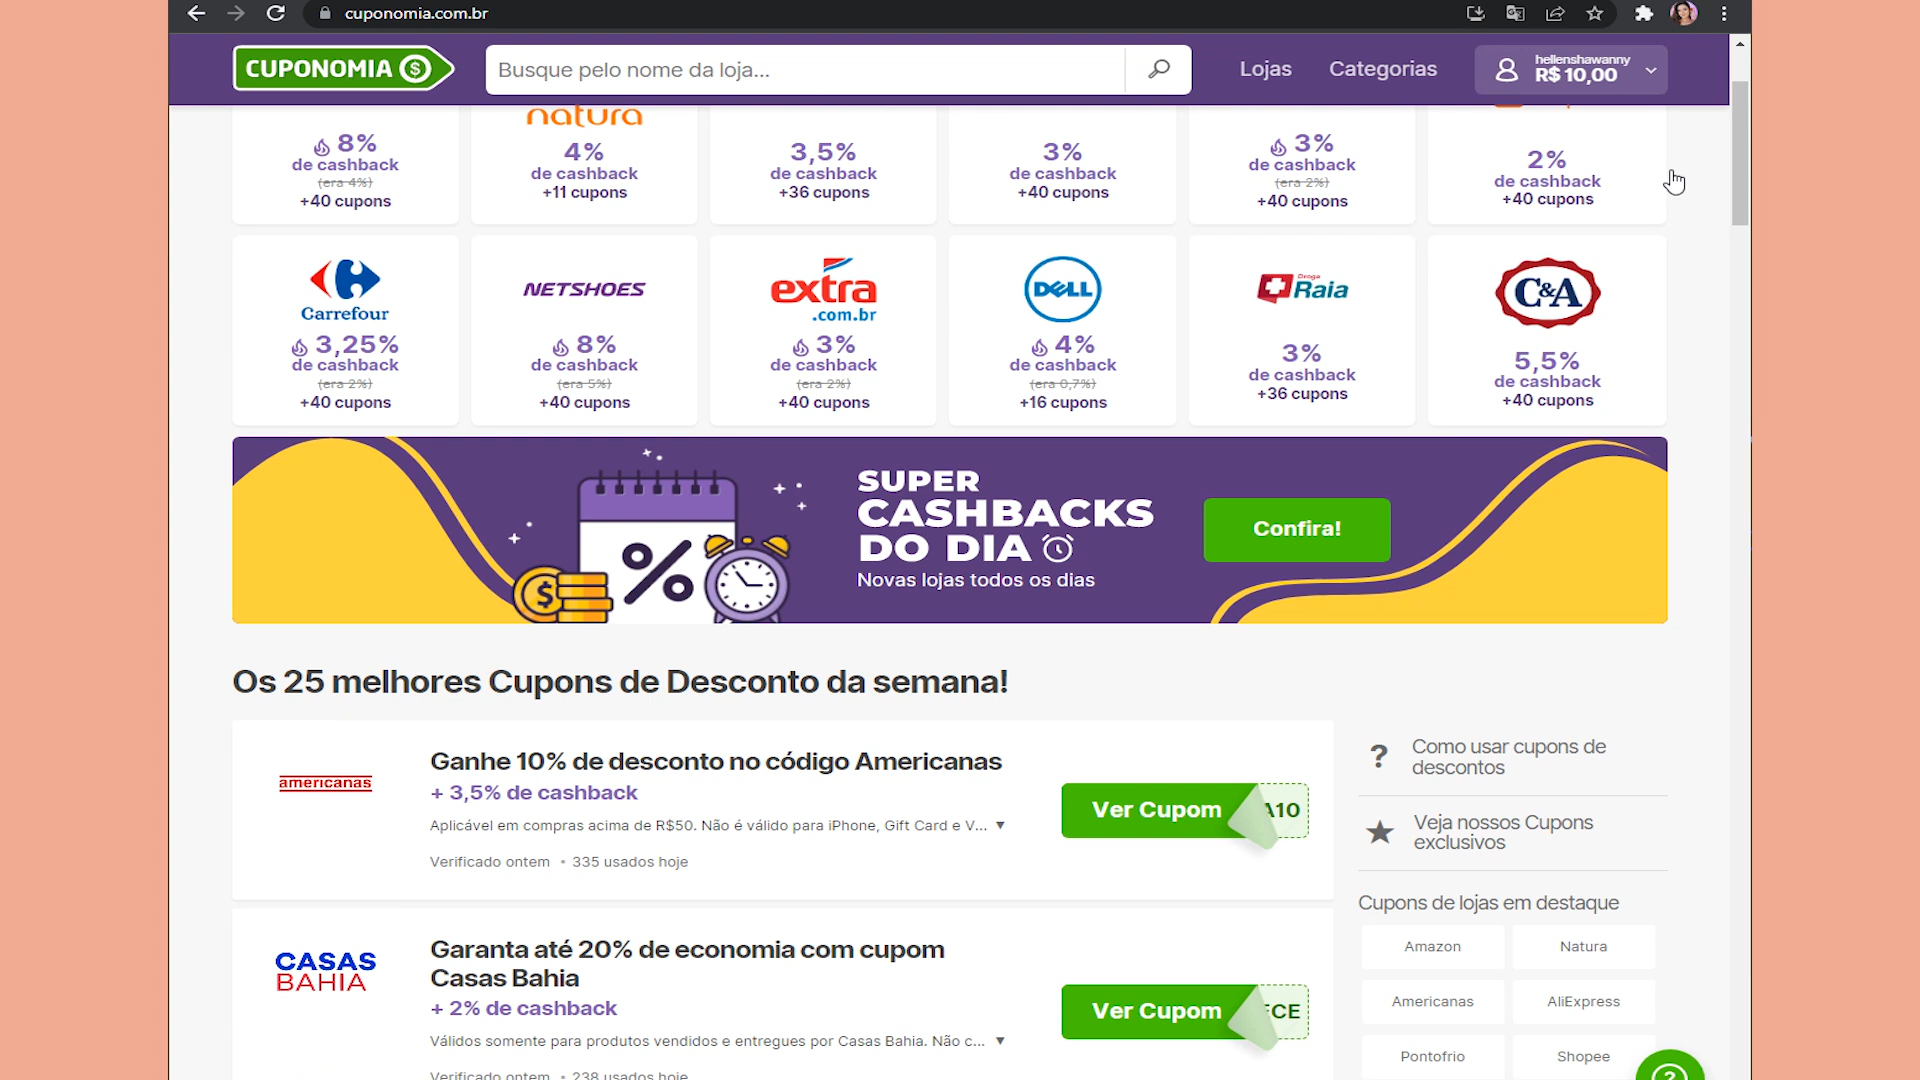 cuponomia.com.br
CUPONOMIA $
Busque pelo nome da loja...
Lojas
Categorias
hellenshawanny
R$ 10,00
8%
de cashback
(era 4%)
+40 cupons
natura
4%
de cashback
+11 cupons
3,5%
de cashback
+36 cupons
3%
de cashback
+40 cupons
3%
de cashback
(era 2%)
+40 cupons
2%
de cashback
+40 cupons
Carrefour
3,25%
de cashback
(era 2%)
+40 cupons
NETSHOES
8%
de cashback
(era 5%)
+40 cupons
extra
.com.br
3%
de cashback
(era 2%)
+40 cupons
DELL
4%
de cashback
(era 0,7%)
+16 cupons
Droga
Raia
3%
de cashback
+36 cupons
C&A
5,5%
de cashback
+40 cupons
%
$
SUPER
CASHBACKS
DO DIA
Novas lojas todos os dias
Confira!
Os 25 melhores Cupons de Desconto da semana!
americanas
Ganhe 10% de desconto no código Americanas
+ 3,5% de cashback
Aplicável em compras acima de R$50. Não é válido para iPhone, Gift Card e V... ▼
Verificado ontem • 335 usados hoje
Ver Cupom
A10
CASAS
BAHIA
Garanta até 20% de economia com cupom
Casas Bahia
+ 2% de cashback
Válidos somente para produtos vendidos e entregues por Casas Bahia. Não c... ▼
Verificado ontem • 238 usados hoje
Ver Cupom
CE
? Como usar cupons de
descontos
★ Veja nossos Cupons
exclusivos
Cupons de lojas em destaque
Amazon
Natura
Americanas
AliExpress
Pontofrio
Shopee
?